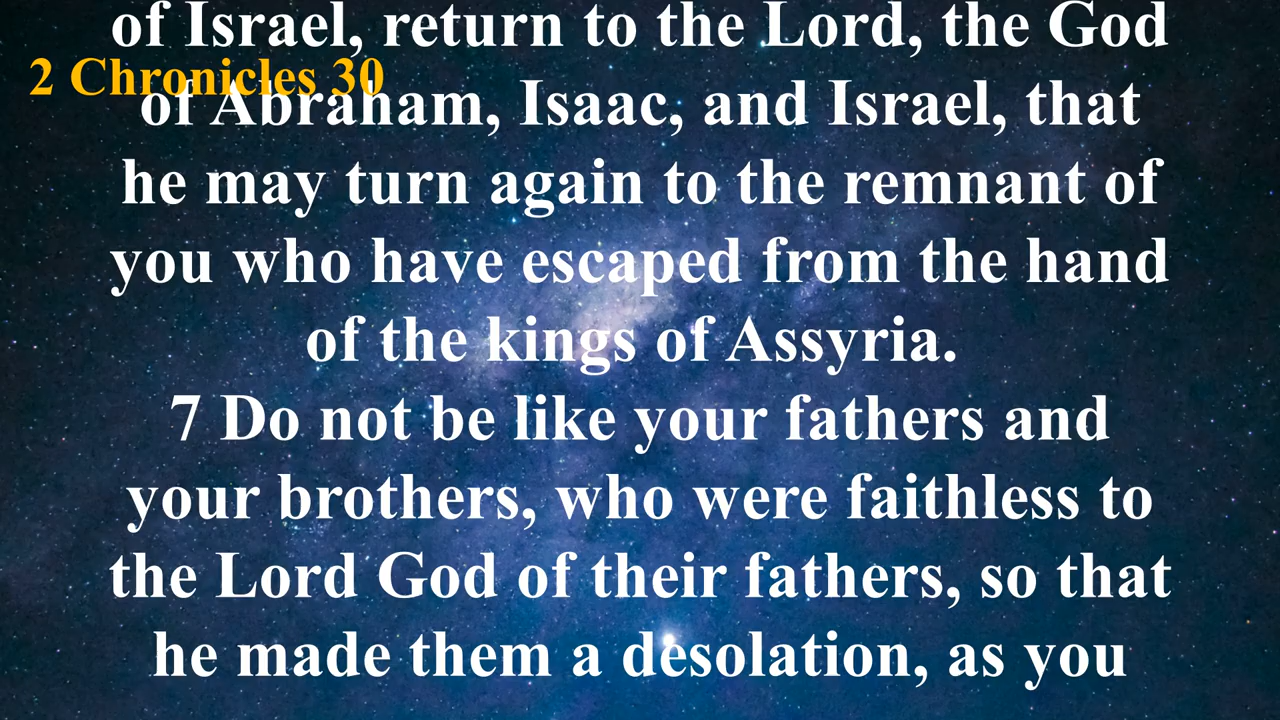 of Israel, return to the Lord, the God
2 Chronicles 30
of Abraham, Isaac, and Israel, that
he may turn again to the remnant of
you who have escaped from the hand
of the kings of Assyria.
7 Do not be like your fathers and
your brothers, who were faithless to
the Lord God of their fathers, so that
he made them a desolation, as you